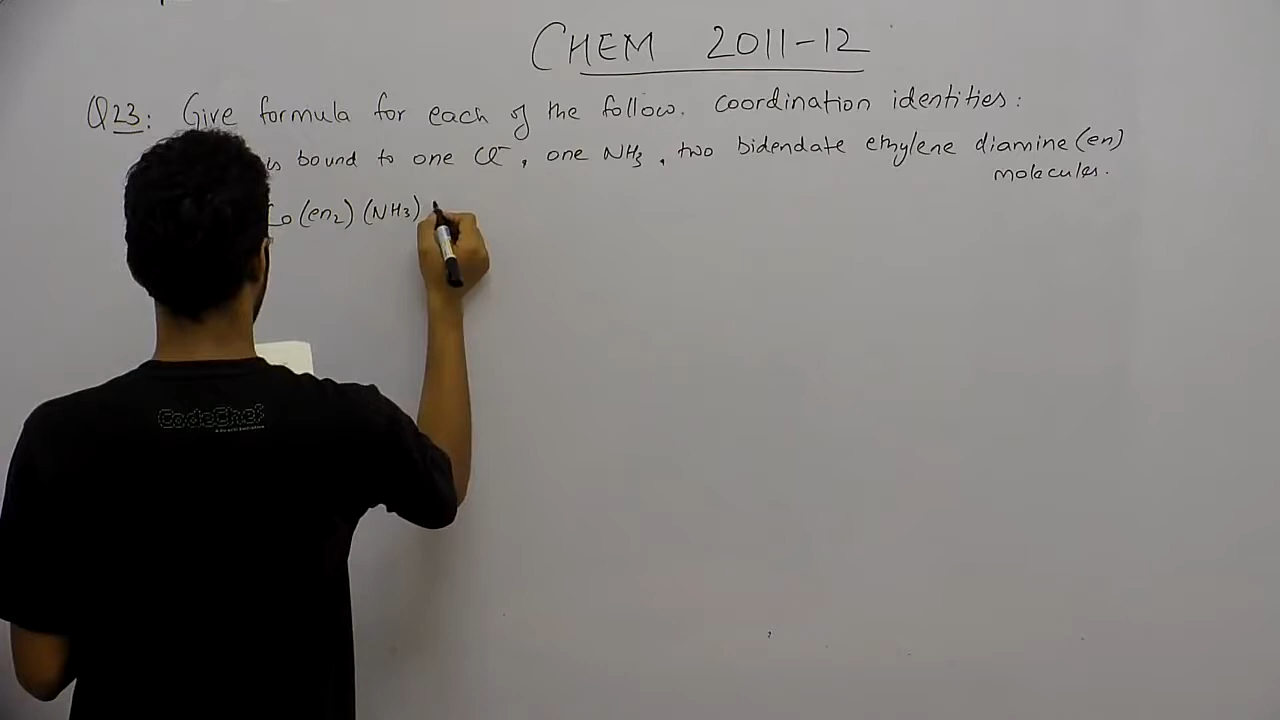 CHEM 2011-12
Q23: Give formula for each of the follow. coordination identities:
is bound to one Cl⁻, one NH3, two bidendate ethylene diamine (en)
molecules.
Co (en2) (NH3)
CodeChef